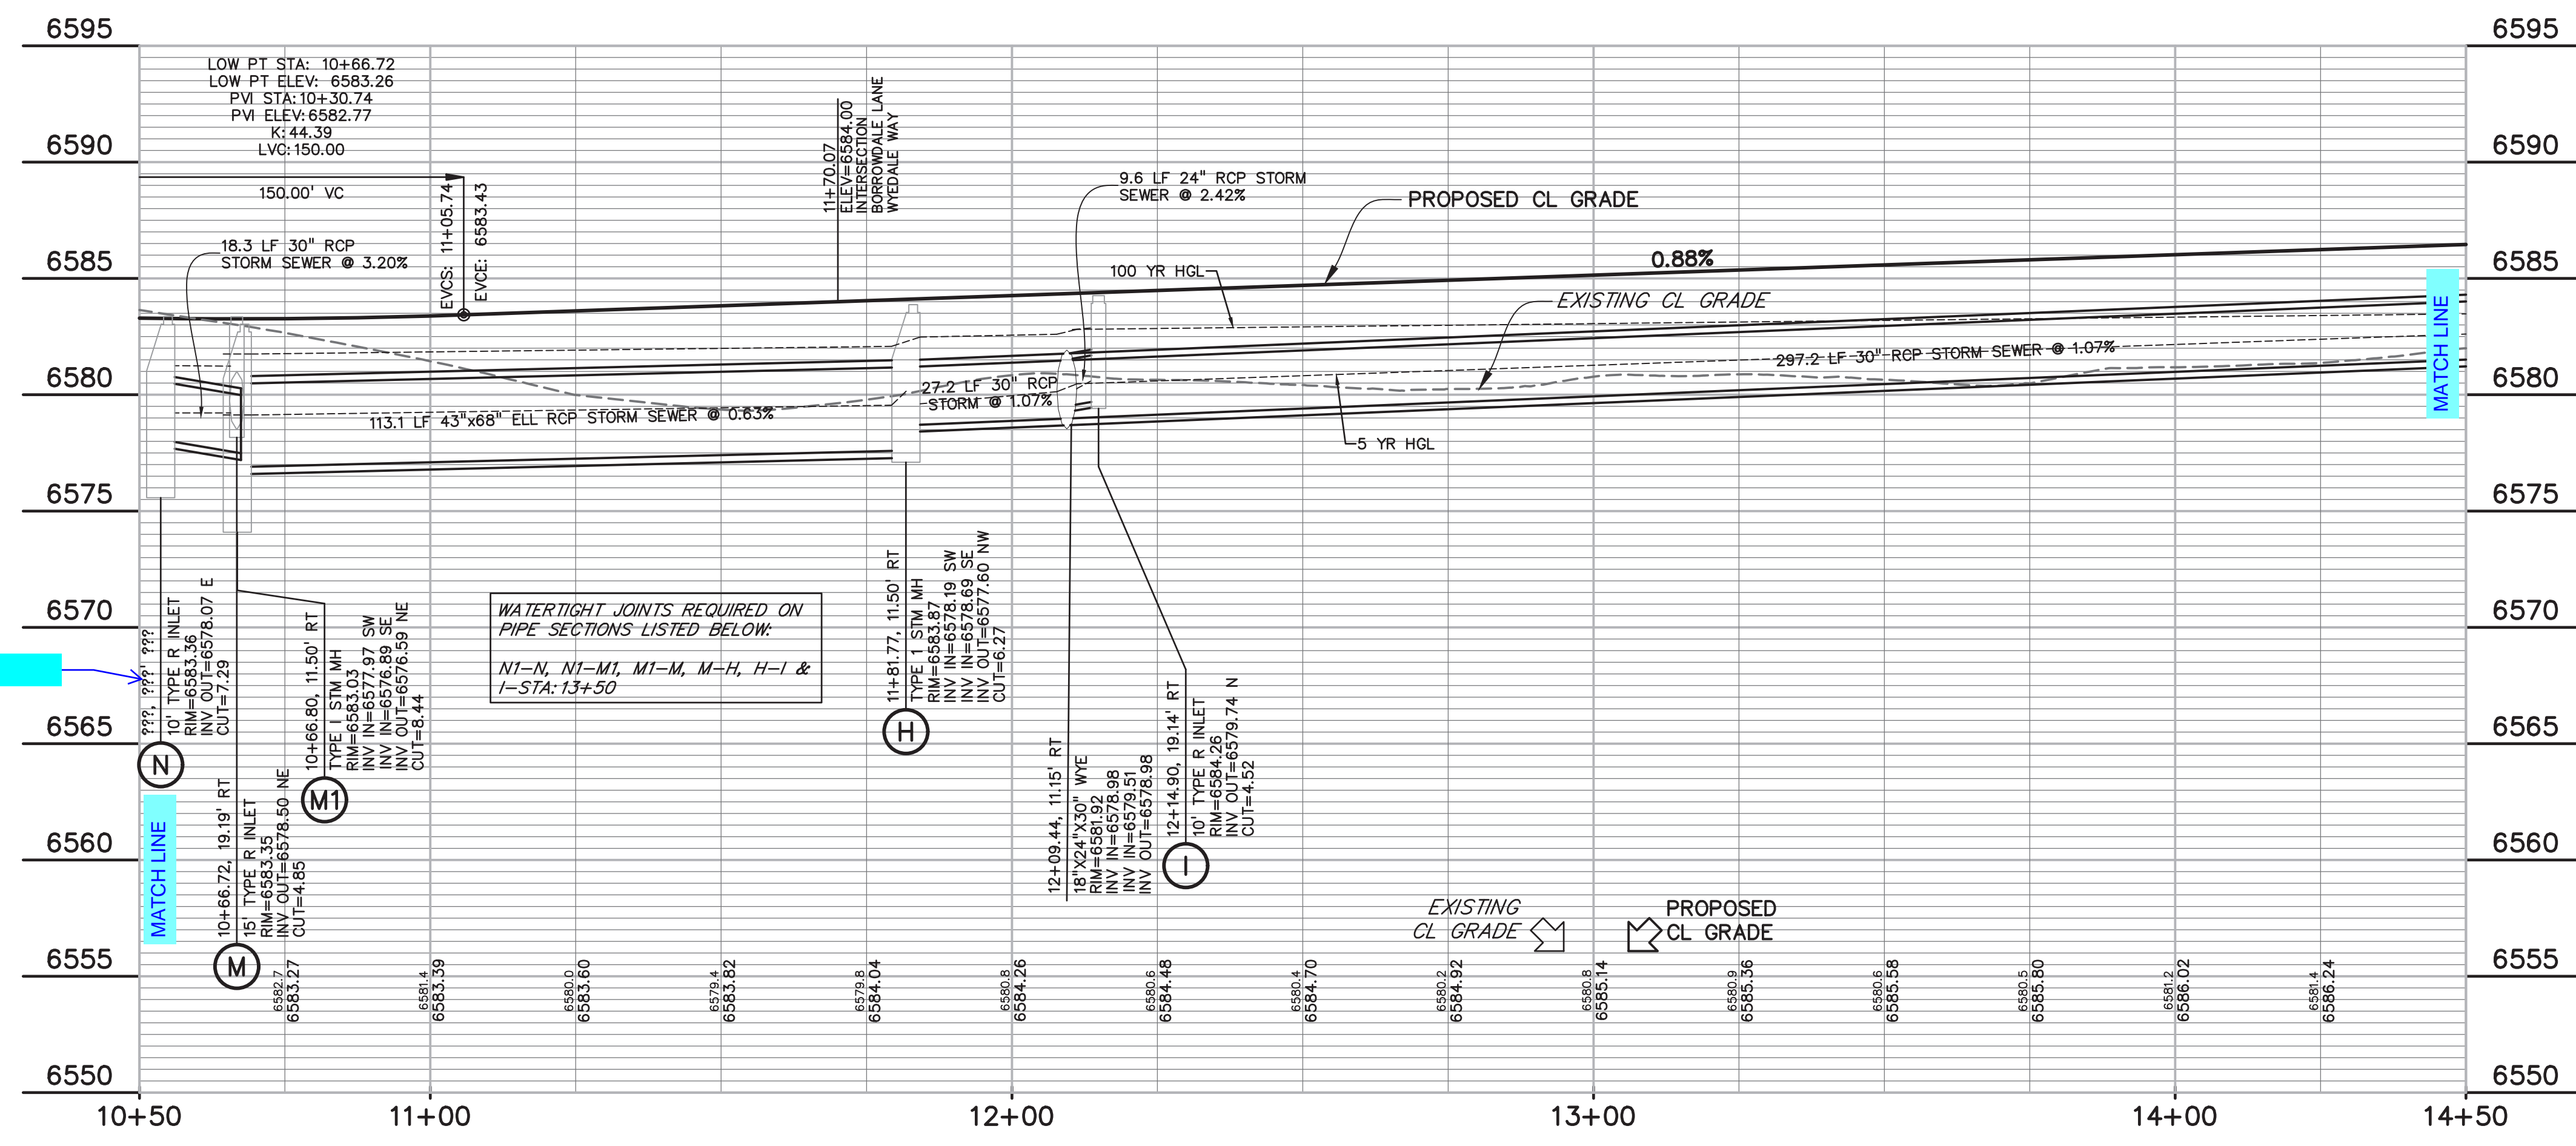 6595
6590
6585
6580
6575
6570
6565
6560
6555
6550
LOW PT STA: 10+66.72
LOW PT ELEV: 6583.26
PVI STA:10+30.74
PVI ELEV:6582.77
K:44.39
LVC:150.00
150.00' VC
EVCS: 11+05.74
EVCE: 6583.43
18.3 LF 30" RCP
STORM SEWER @ 3.20%
11+70.07
ELEV=6584.00
INTERSECTION
BORROWDALE LANE
WYEDALE WAY
9.6 LF 24" RCP STORM
SEWER @ 2.42%
PROPOSED CL GRADE
100 YR HGL
0.88%
EXISTING CL GRADE
297.2 LF 30" RCP STORM SEWER @ 1.07%
5 YR HGL
27.2 LF 30" RCP
STORM @ 1.07%
113.1 LF 43"x68" ELL RCP STORM SEWER @ 0.63%
MATCH LINE
???, ???' ???
10' TYPE R INLET
RIM=6583.36
INV OUT=6578.07 E
CUT=7.29
N
MATCH LINE
10+66.72, 19.19' RT
15' TYPE R INLET
RIM=6583.35
INV OUT=6578.50 NE
CUT=4.85
M
10+66.80, 11.50' RT
TYPE I STM MH
RIM=6583.03
INV IN=6577.97 SW
INV IN=6576.89 SE
INV OUT=6576.59 NE
CUT=8.44
M1
WATERTIGHT JOINTS REQUIRED ON
PIPE SECTIONS LISTED BELOW:
N1-N, N1-M1, M1-M, M-H, H-I &
I-STA:13+50
11+81.77, 11.50' RT
TYPE 1 STM MH
RIM=6583.87
INV IN=6578.19 SW
INV IN=6578.69 SE
INV OUT=6577.60 NW
CUT=6.27
H
12+09.44, 11.15' RT
18"X24"X30" WYE
RIM=6581.92
INV IN=6578.98
INV IN=6579.51
INV OUT=6578.98
12+14.90, 19.14' RT
10' TYPE R INLET
RIM=6584.26
INV OUT=6579.74 N
CUT=4.52
I
EXISTING
CL GRADE
PROPOSED
CL GRADE
6582.7
6583.27
6581.4
6583.39
6580.0
6583.60
6579.4
6583.82
6579.8
6584.04
6580.8
6584.26
6580.6
6584.48
6580.4
6584.70
6580.2
6584.92
6580.8
6585.14
6580.9
6585.36
6580.6
6585.58
6580.5
6585.80
6581.2
6586.02
6581.4
6586.24
6595
6590
6585
6580
6575
6570
6565
6560
6555
6550
10+50
11+00
12+00
13+00
14+00
14+50